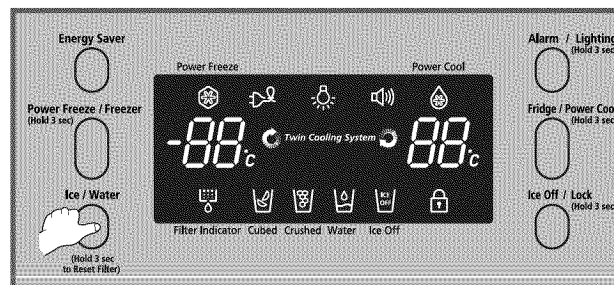 Energy Saver
Power Freeze / Freezer
(Hold 3 sec)
Ice / Water
(Hold 3 sec
to Reset Filter)
Power Freeze
Power Cool
-88°C
Twin Cooling System
88°C
ICE
OFF
Filter Indicator Cubed Crushed Water Ice Off
Alarm / Lighting
(Hold 3 sec)
Fridge / Power Cool
(Hold 3 sec)
Ice Off / Lock
(Hold 3 sec)